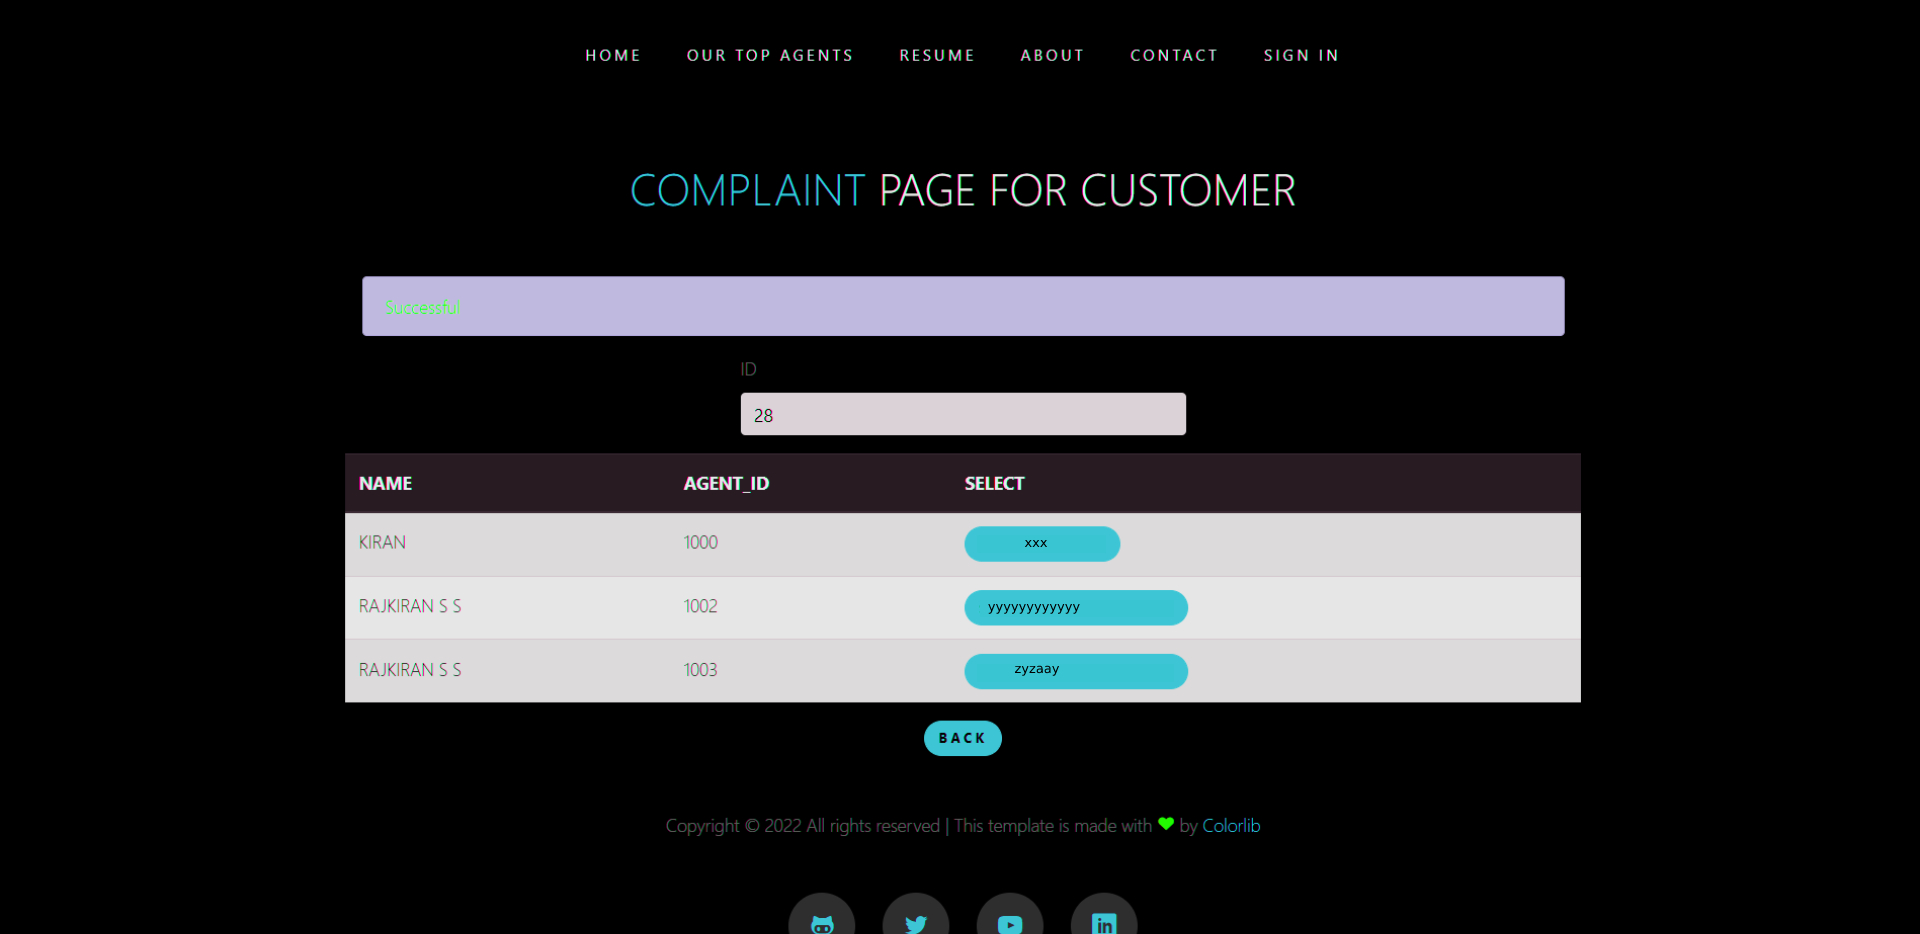 HOME OUR TOP AGENTS RESUME ABOUT CONTACT SIGN IN
COMPLAINT PAGE FOR CUSTOMER
Successful
ID
28
NAME AGENT_ID SELECT
KIRAN 1000 xxx
RAJKIRAN S S 1002 yyyyyyyyyyyy
RAJKIRAN S S 1003 zyzaay
BACK
Copyright © 2022 All rights reserved | This template is made with ♥ by Colorlib
in